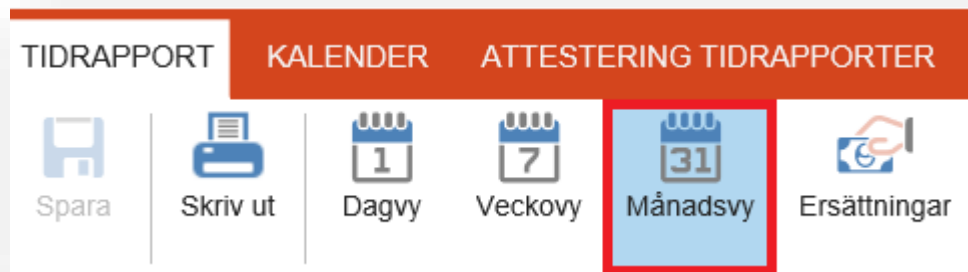 TIDRAPPORT KALENDER ATTESTERING TIDRAPPORTER
1 7 31 €
Spara Skriv ut Dagvy Veckovy Månadsvy Ersättningar